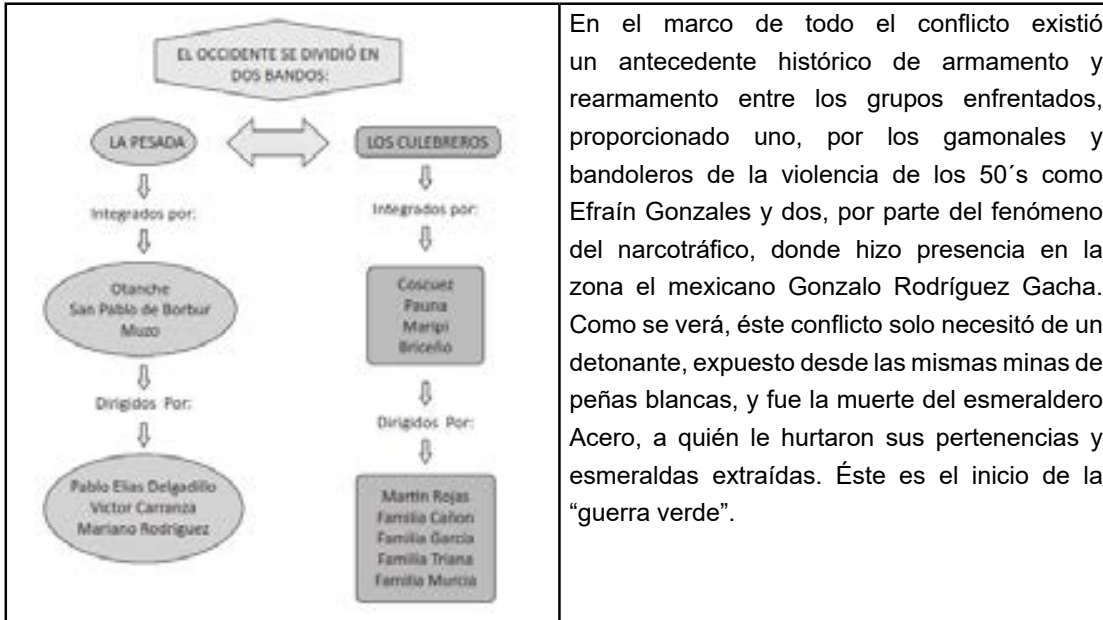 EL OCCIDENTE SE DIVIDIÓ EN
DOS BANDOS:
LA PESADA
Integrados por:
Otanche
San Pablo de Borbur
Muzo
Dirigidos Por:
Pablo Elias Delgadillo
Victor Carranza
Mariano Rodriguez
LOS CULEBREROS
Integrados por:
Coscuez
Pauna
Maripi
Briceño
Dirigidos Por:
Martin Rojas
Familia Cañon
Familia Garcia
Familia Triana
Familia Murcia
En el marco de todo el conflicto existió
un antecedente histórico de armamento y
rearmamento entre los grupos enfrentados,
proporcionado uno, por los gamonales y
bandoleros de la violencia de los 50´s como
Efraín Gonzales y dos, por parte del fenómeno
del narcotráfico, donde hizo presencia en la
zona el mexicano Gonzalo Rodríguez Gacha.
Como se verá, éste conflicto solo necesitó de un
detonante, expuesto desde las mismas minas de
peñas blancas, y fue la muerte del esmeraldero
Acero, a quién le hurtaron sus pertenencias y
esmeraldas extraídas. Éste es el inicio de la
“guerra verde”.